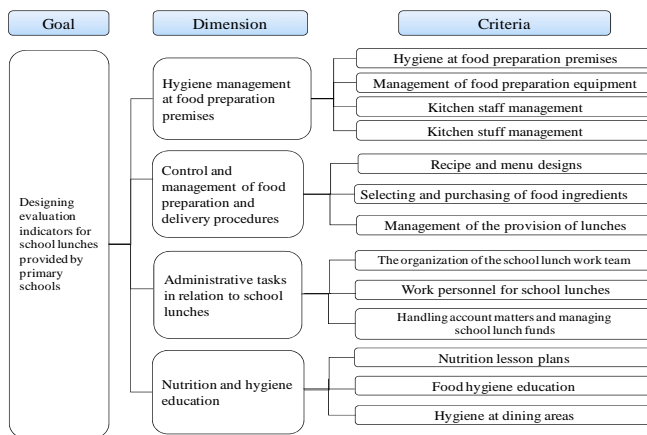 Goal
Dimension
Criteria
Designing
evaluation
indicators for
school lunches
provided by
primary
schools
Hygiene management
at food preparation
premises
Hygiene at food preparation premises
Management of food preparation equipment
Kitchen staff management
Kitchen stuff management
Control and
management of food
preparation and
delivery procedures
Recipe and menu designs
Selecting and purchasing of food ingredients
Management of the provision of lunches
Administrative tasks
in relation to school
lunches
The organization of the school lunch work team
Work personnel for school lunches
Handling account matters and managing
school lunch funds
Nutrition and hygiene
education
Nutrition lesson plans
Food hygiene education
Hygiene at dining areas